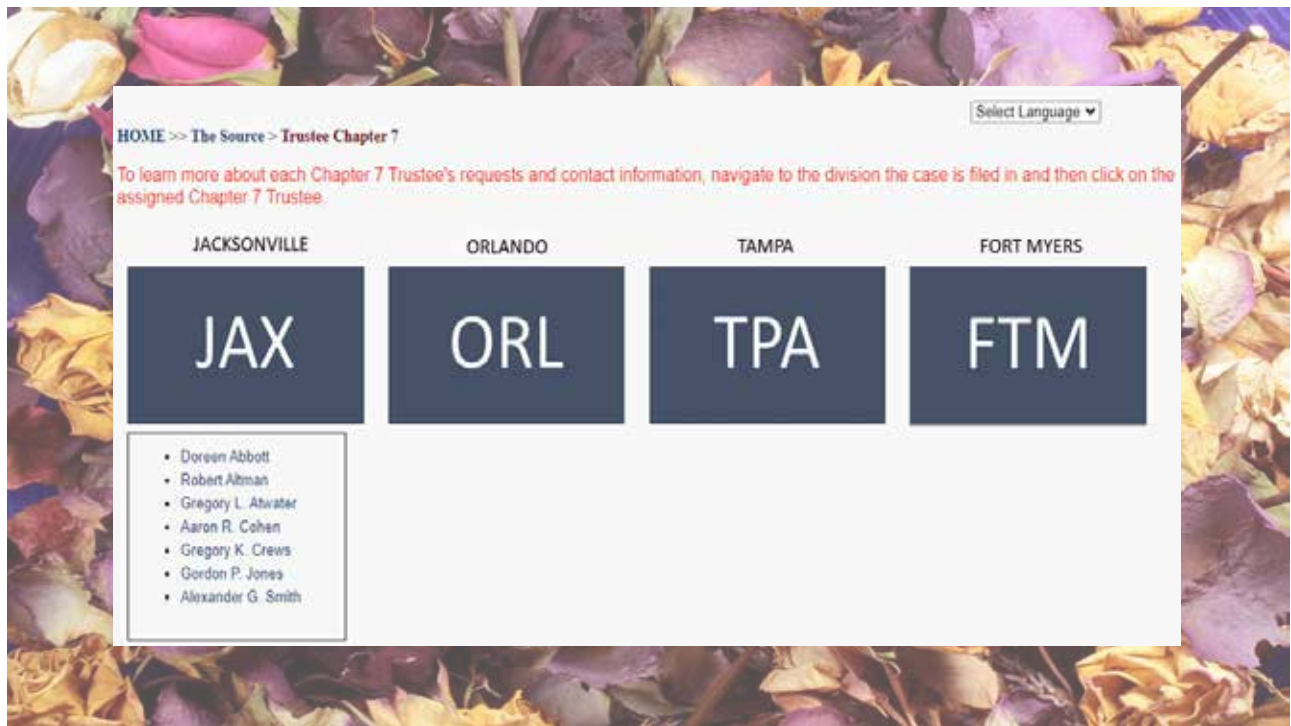 Select Language
HOME >> The Source > Trustee Chapter 7
To learn more about each Chapter 7 Trustee's requests and contact information, navigate to the division the case is filed in and then click on the
assigned Chapter 7 Trustee.
JACKSONVILLE
ORLANDO
TAMPA
FORT MYERS
JAX
ORL
TPA
FTM
• Doreen Abbott
• Robert Altman
• Gregory L. Atwater
• Aaron R. Cohen
• Gregory K. Crews
• Gordon P. Jones
• Alexander G. Smith